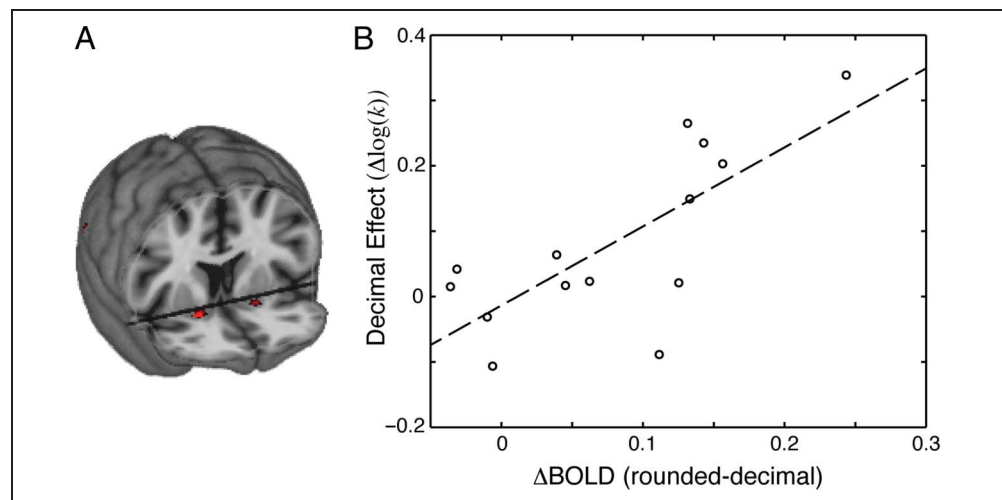 A
B
0.4
0.2
0
−0.2
Decimal Effect (Δlog(k))
0
0.1
0.2
0.3
ΔBOLD (rounded-decimal)